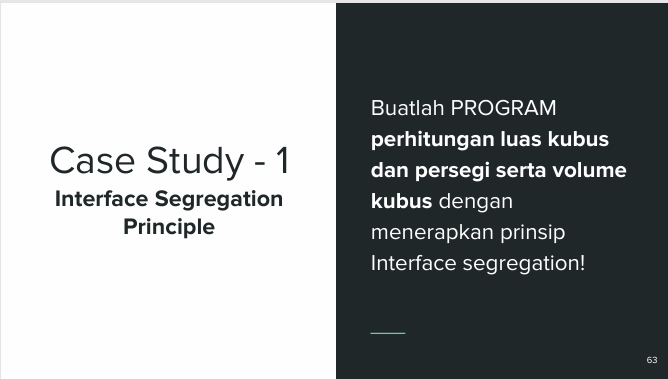 Case Study - 1
Interface Segregation
Principle
Buatlah PROGRAM
perhitungan luas kubus
dan persegi serta volume
kubus dengan
menerapkan prinsip
Interface segregation!
63